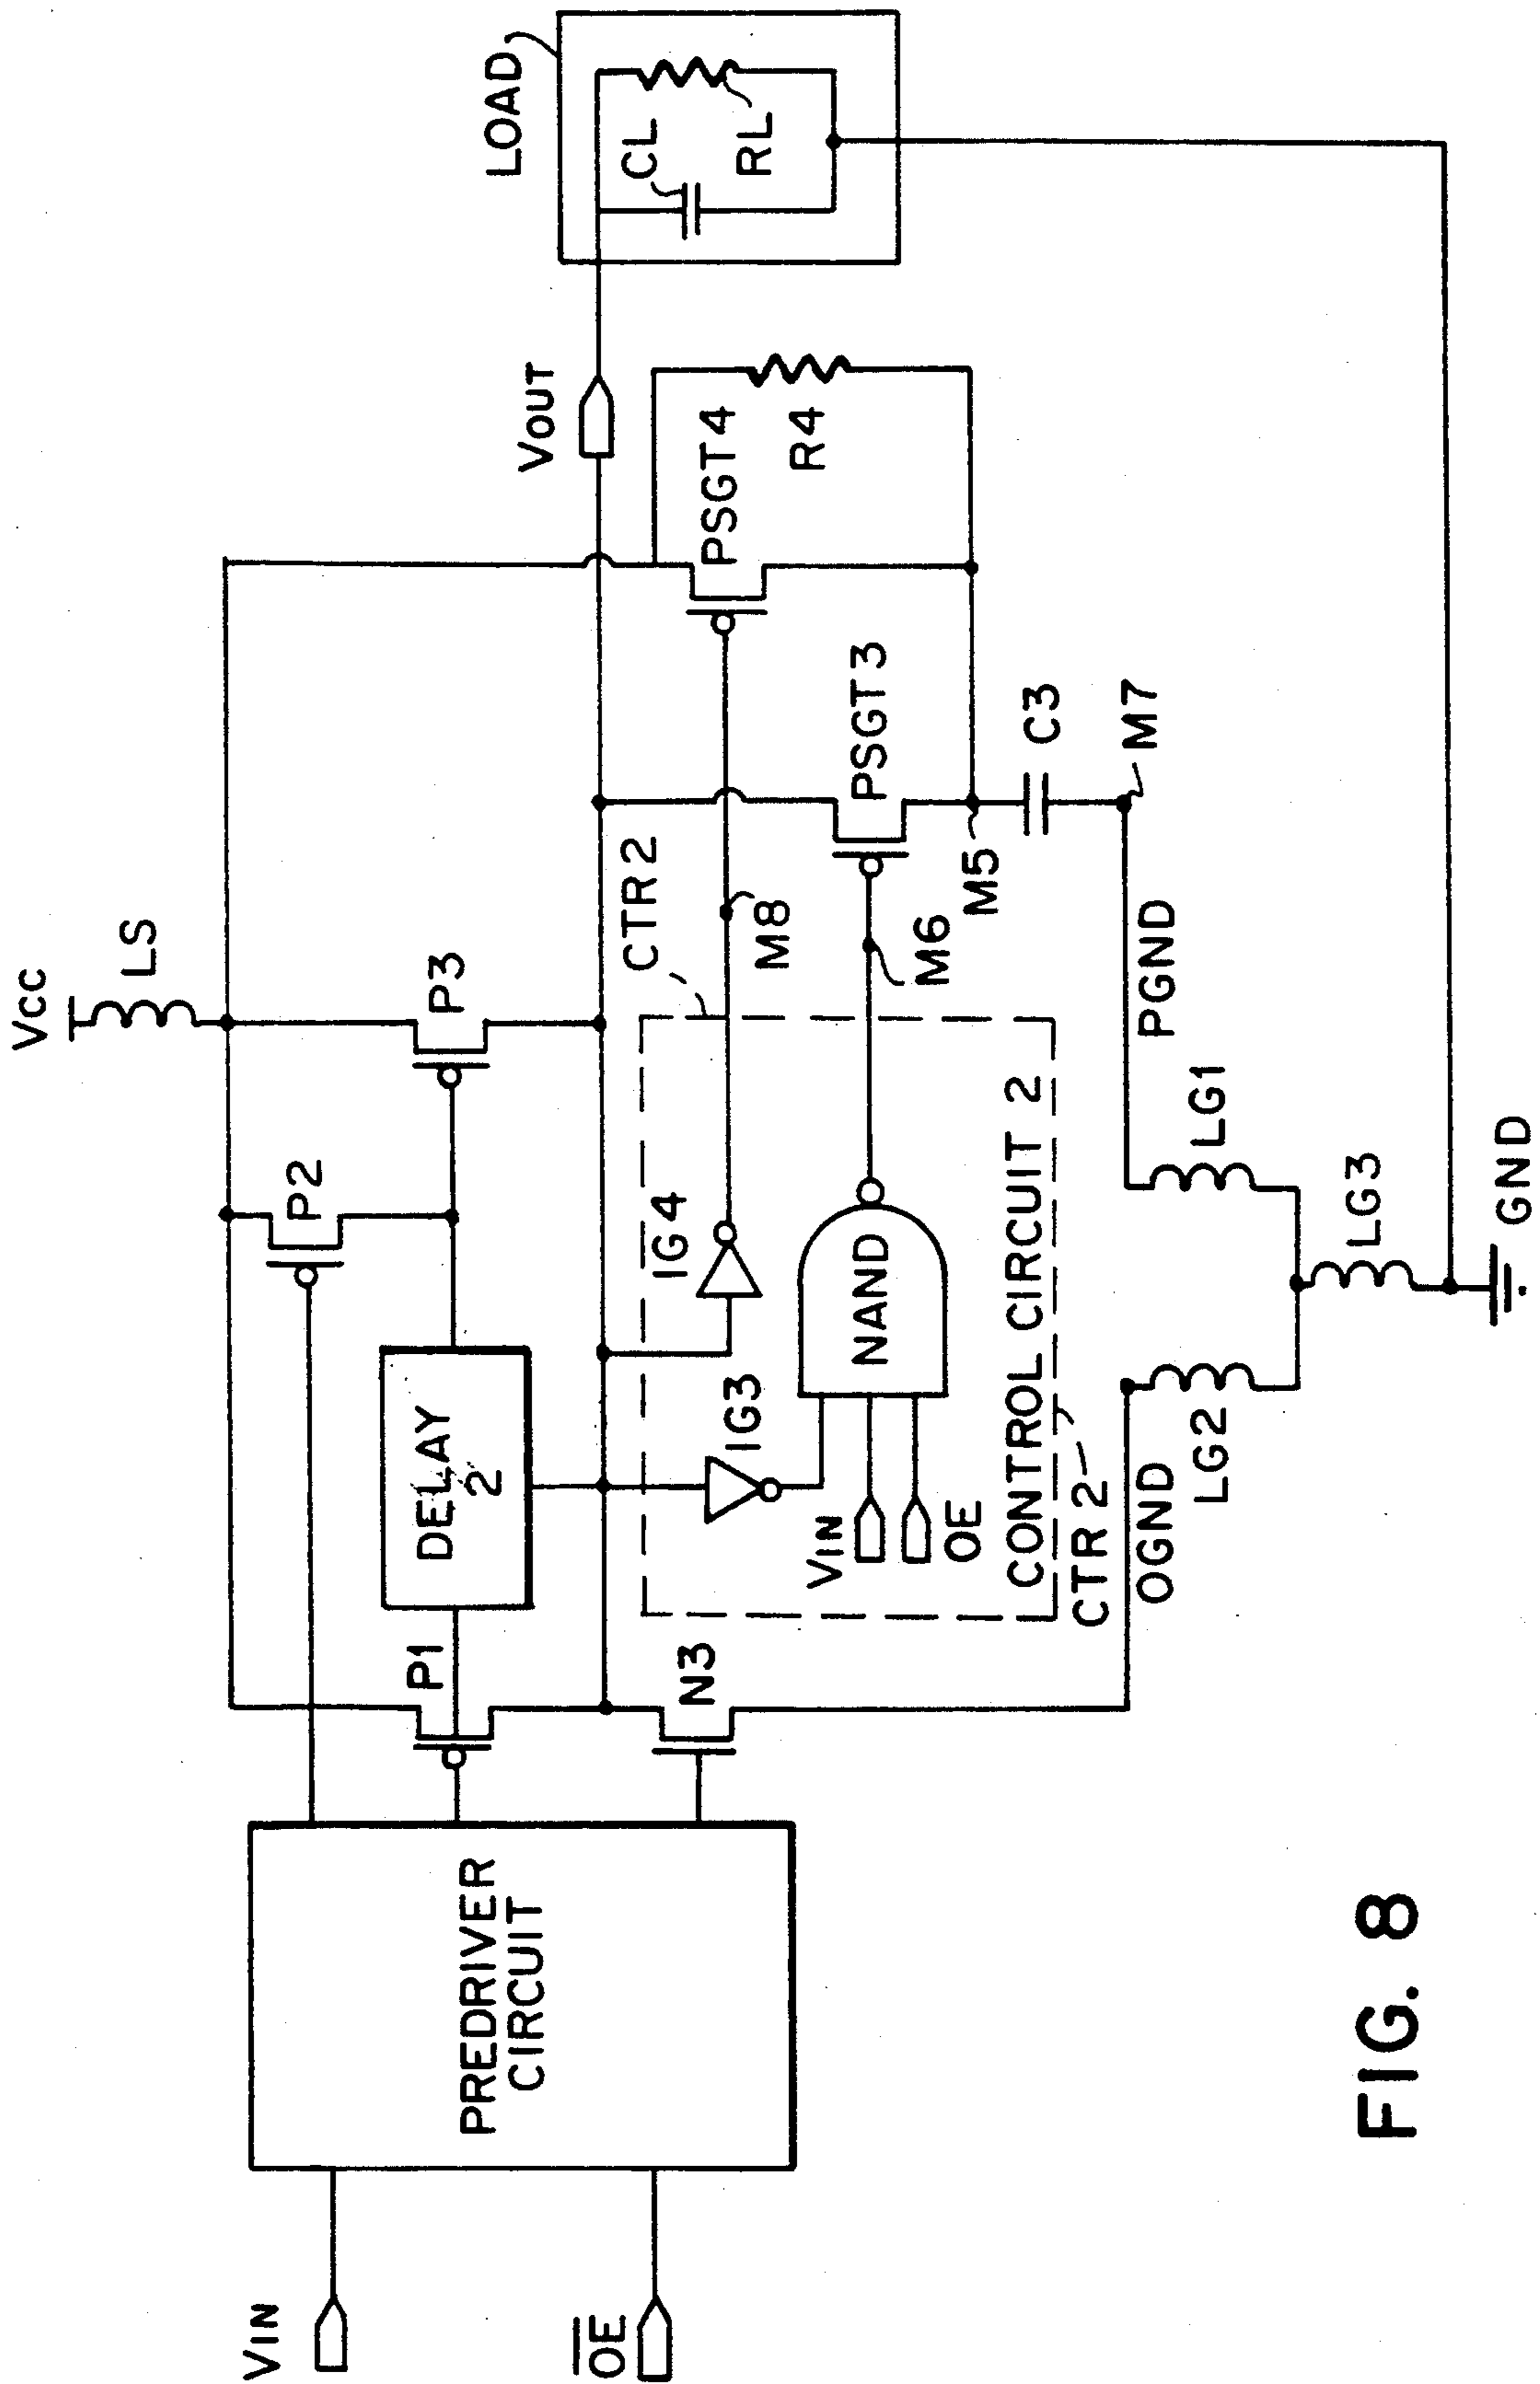 VCC
LS
P2
P3
VOUT
LOAD
CL
RL
PREDRIVER
CIRCUIT
VIN
OE
P1
DELAY
2
N3
CTR2
IG4
M8
IG3
NAND
VIN
OE
CONTROL CIRCUIT 2
CTR2
M6
PSGT4
R4
PSGT3
M5
C3
M7
PGND
OGND
LG1
LG2
LG3
GND
FIG. 8